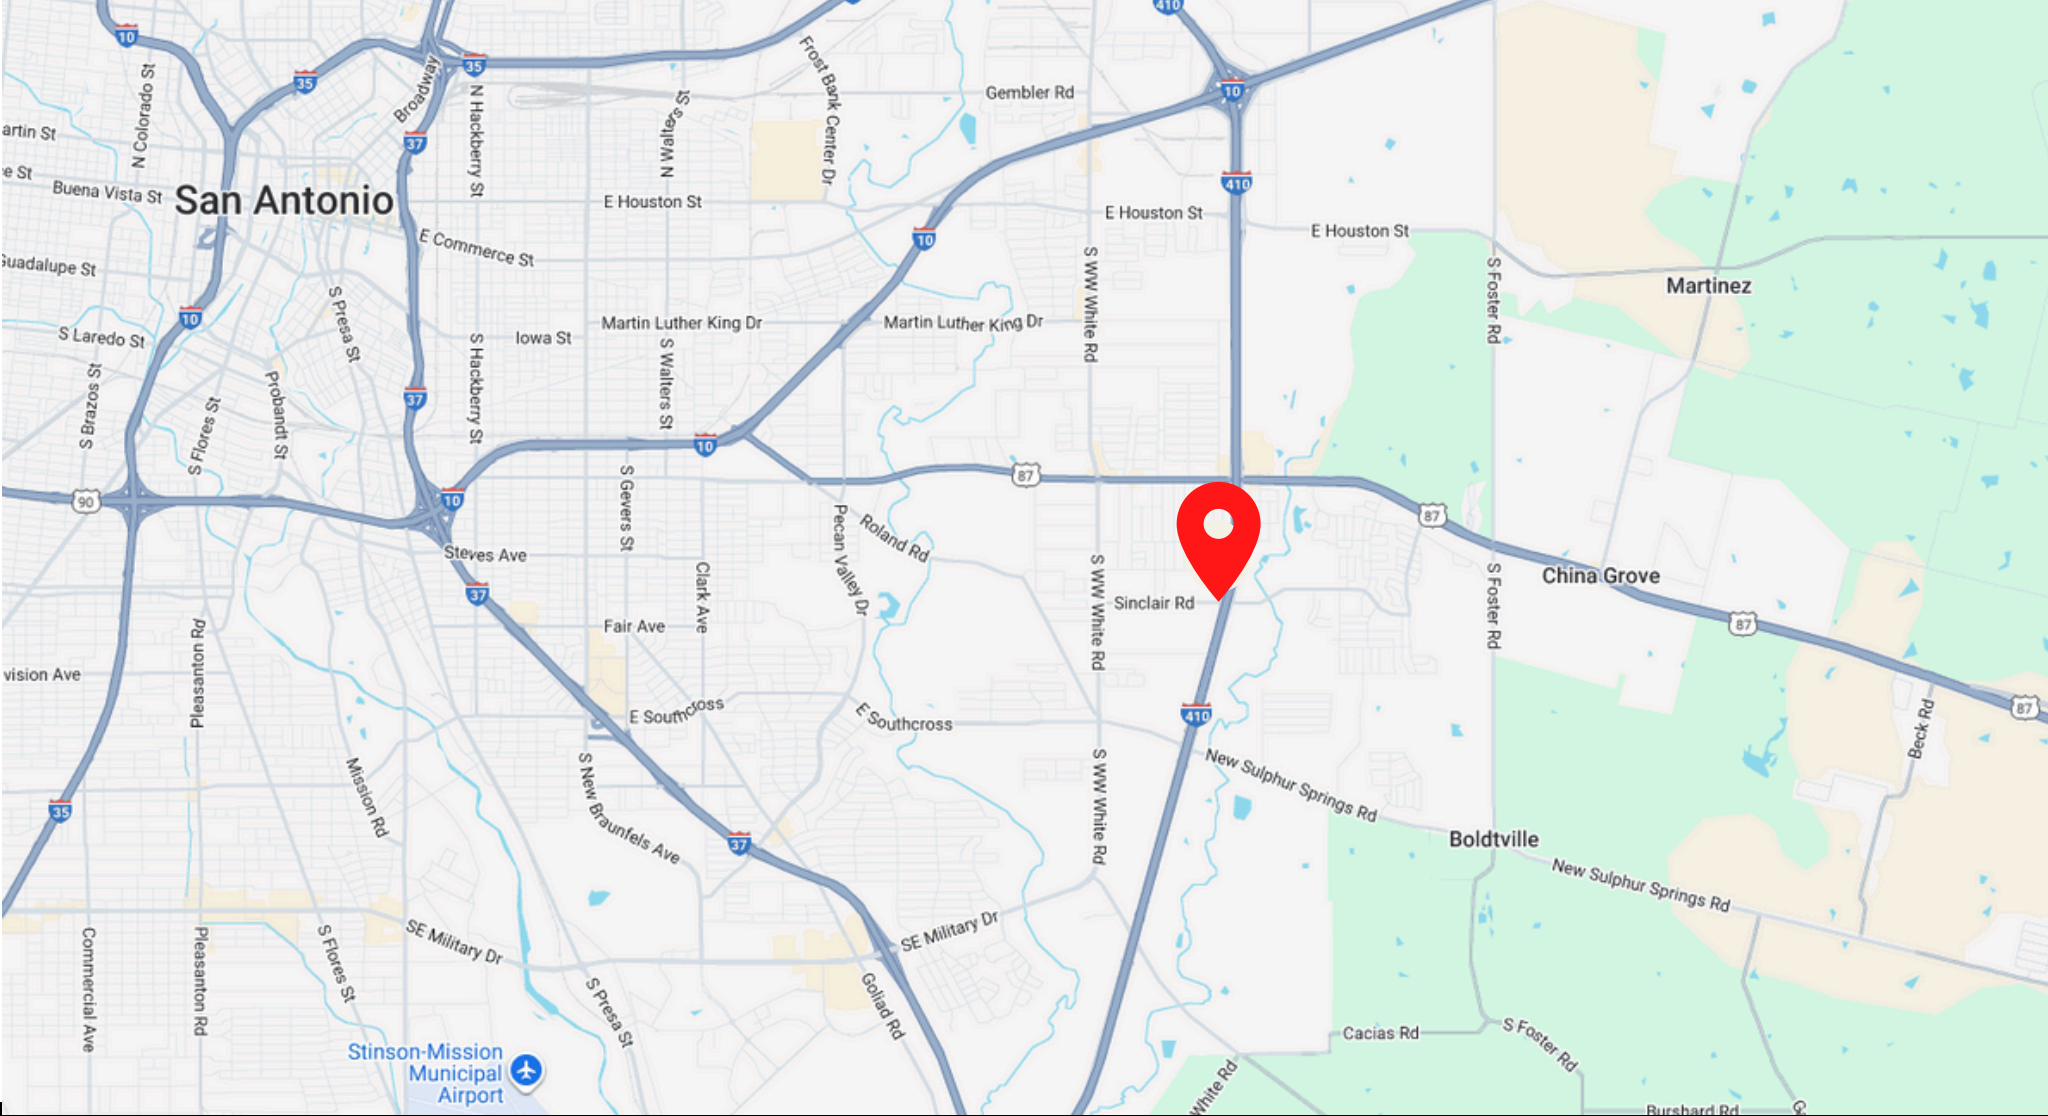 410
10
35
35
Broadway
N Colorado St
N Hackberry St
N Walters St
Frost Bank Center Dr
Gembler Rd
10
37
artin St
e St
Buena Vista St
San Antonio
E Houston St
E Houston St
E Houston St
410
10
E Commerce St
Guadalupe St
S WW White Rd
S Foster Rd
Martinez
10
S Presa St
S Laredo St
Iowa St
Martin Luther King Dr
Martin Luther King Dr
S Hackberry St
S Walters St
S Brazos St
S Flores St
Probandt St
37
10
87
90
10
S Gevers St
Pecan Valley Dr
Roland Rd
87
Steves Ave
Clark Ave
S WW White Rd
S Foster Rd
China Grove
37
Sinclair Rd
Fair Ave
87
Pleasanton Rd
vision Ave
E Southcross
E Southcross
410
87
Beck Rd
New Sulphur Springs Rd
S New Braunfels Ave
Mission Rd
S WW White Rd
35
37
Boldtville
New Sulphur Springs Rd
SE Military Dr
SE Military Dr
Commercial Ave
Pleasanton Rd
S Flores St
S Presa St
Goliad Rd
Cacias Rd
S Foster Rd
Stinson-Mission
Municipal
Airport
White Rd
Burshard Rd